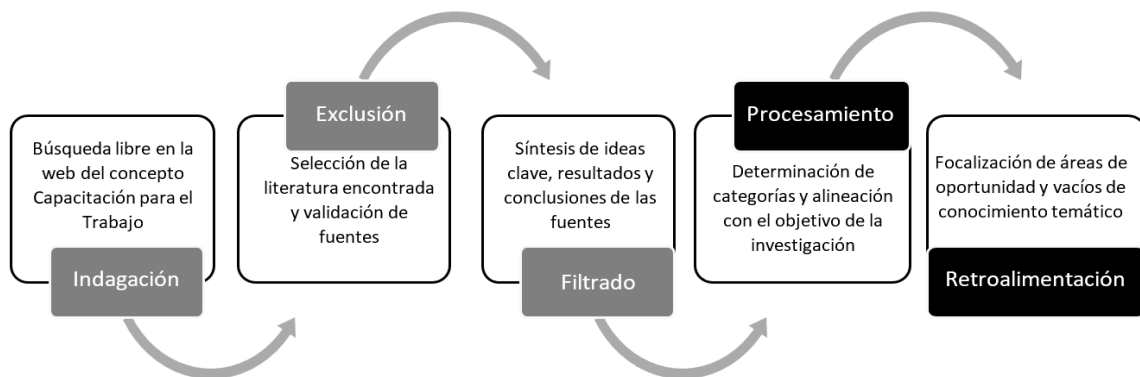 Búsqueda libre en la
web del concepto
Capacitación para el
Trabajo
Indagación
Exclusión
Selección de la
literatura encontrada
y validación de
fuentes
Síntesis de ideas
clave, resultados y
conclusiones de las
fuentes
Filtrado
Procesamiento
Determinación de
categorías y alineación
con el objetivo de la
investigación
Focalización de áreas de
oportunidad y vacíos de
conocimiento temático
Retroalimentación